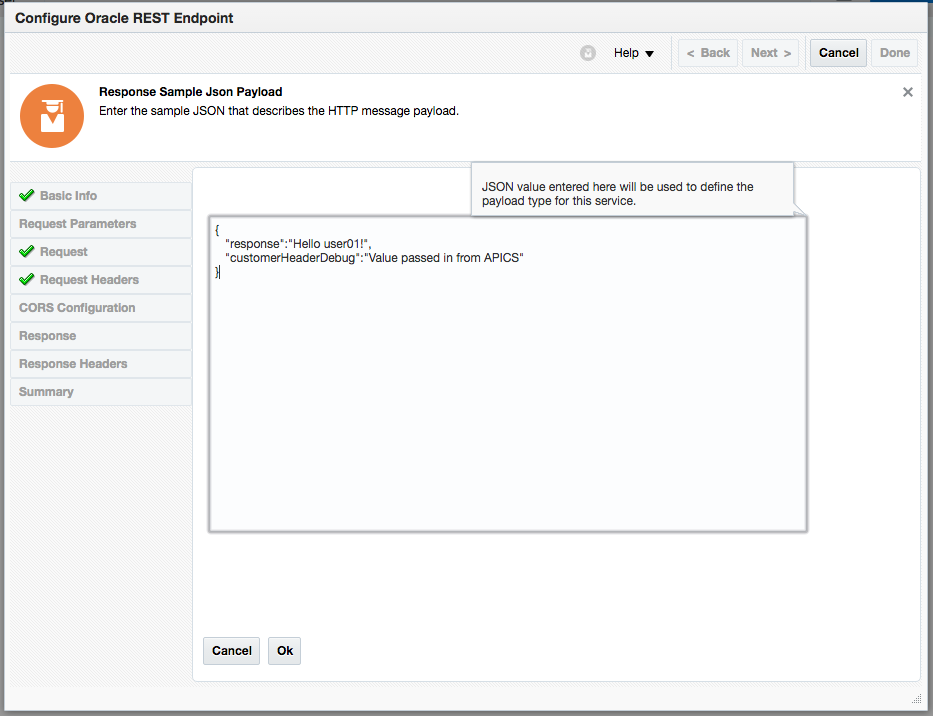 Configure Oracle REST Endpoint
Help
< Back
Next >
Cancel
Done
Response Sample Json Payload
Enter the sample JSON that describes the HTTP message payload.
JSON value entered here will be used to define the
payload type for this service.
Basic Info
Request Parameters
Request
Request Headers
CORS Configuration
Response
Response Headers
Summary
{
"response":"Hello user01!",
"customerHeaderDebug":"Value passed in from APICS"
}
Cancel
Ok